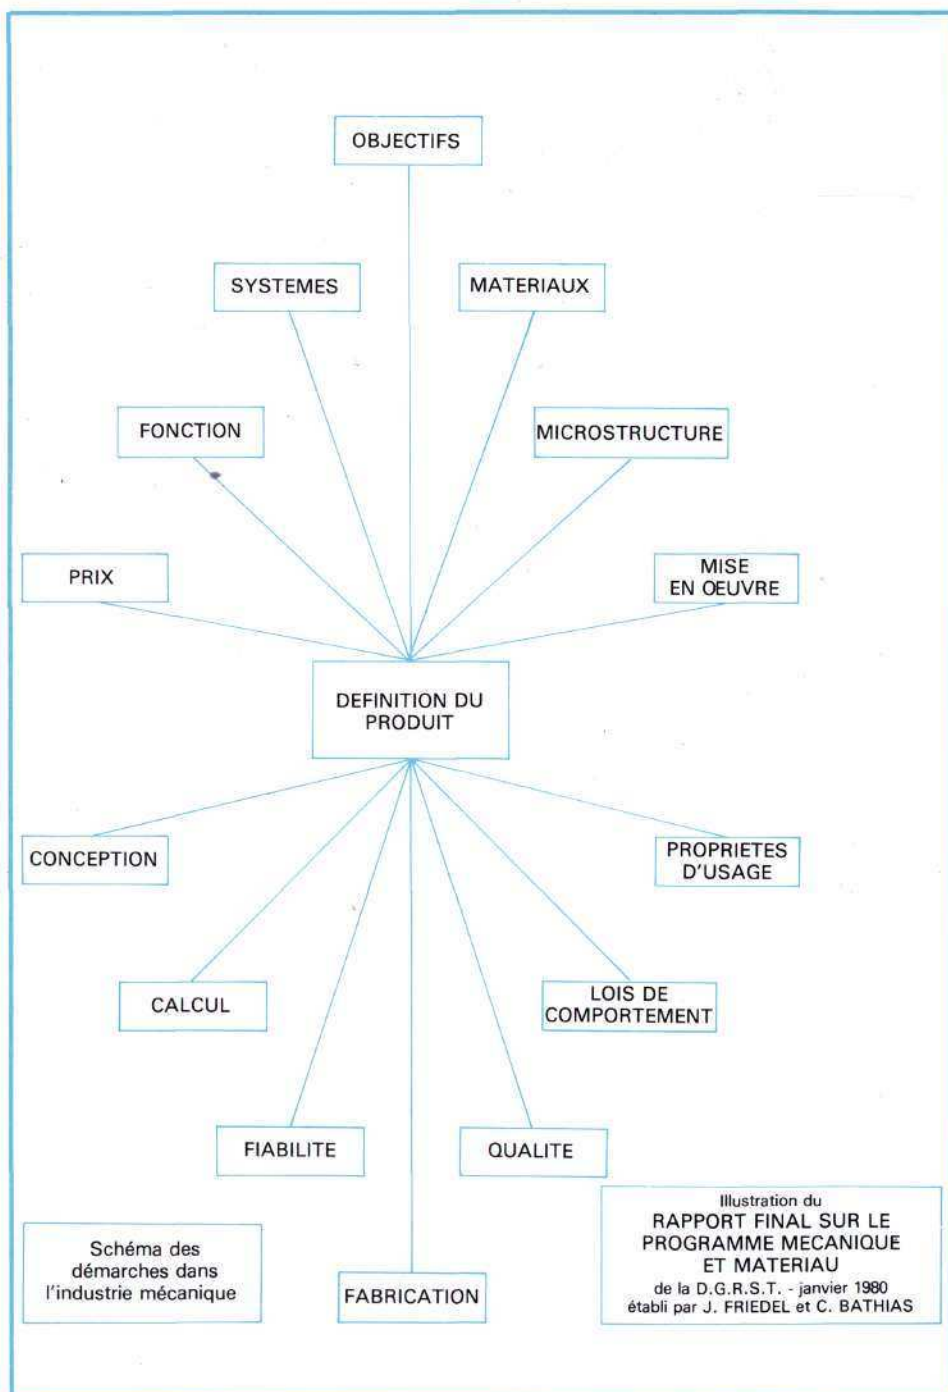 OBJECTIFS
SYSTEMES
MATERIAUX
FONCTION
MICROSTRUCTURE
PRIX
MISE
EN OEUVRE
DEFINITION DU
PRODUIT
CONCEPTION
PROPRIETES
D'USAGE
CALCUL
LOIS DE
COMPORTEMENT
FIABILITE
QUALITE
FABRICATION
Schéma des
démarches dans
l'industrie mécanique
Illustration du
RAPPORT FINAL SUR LE
PROGRAMME MECANIQUE
ET MATERIAU
de la D.G.R.S.T. - janvier 1980
établi par J. FRIEDEL et C. BATHIAS